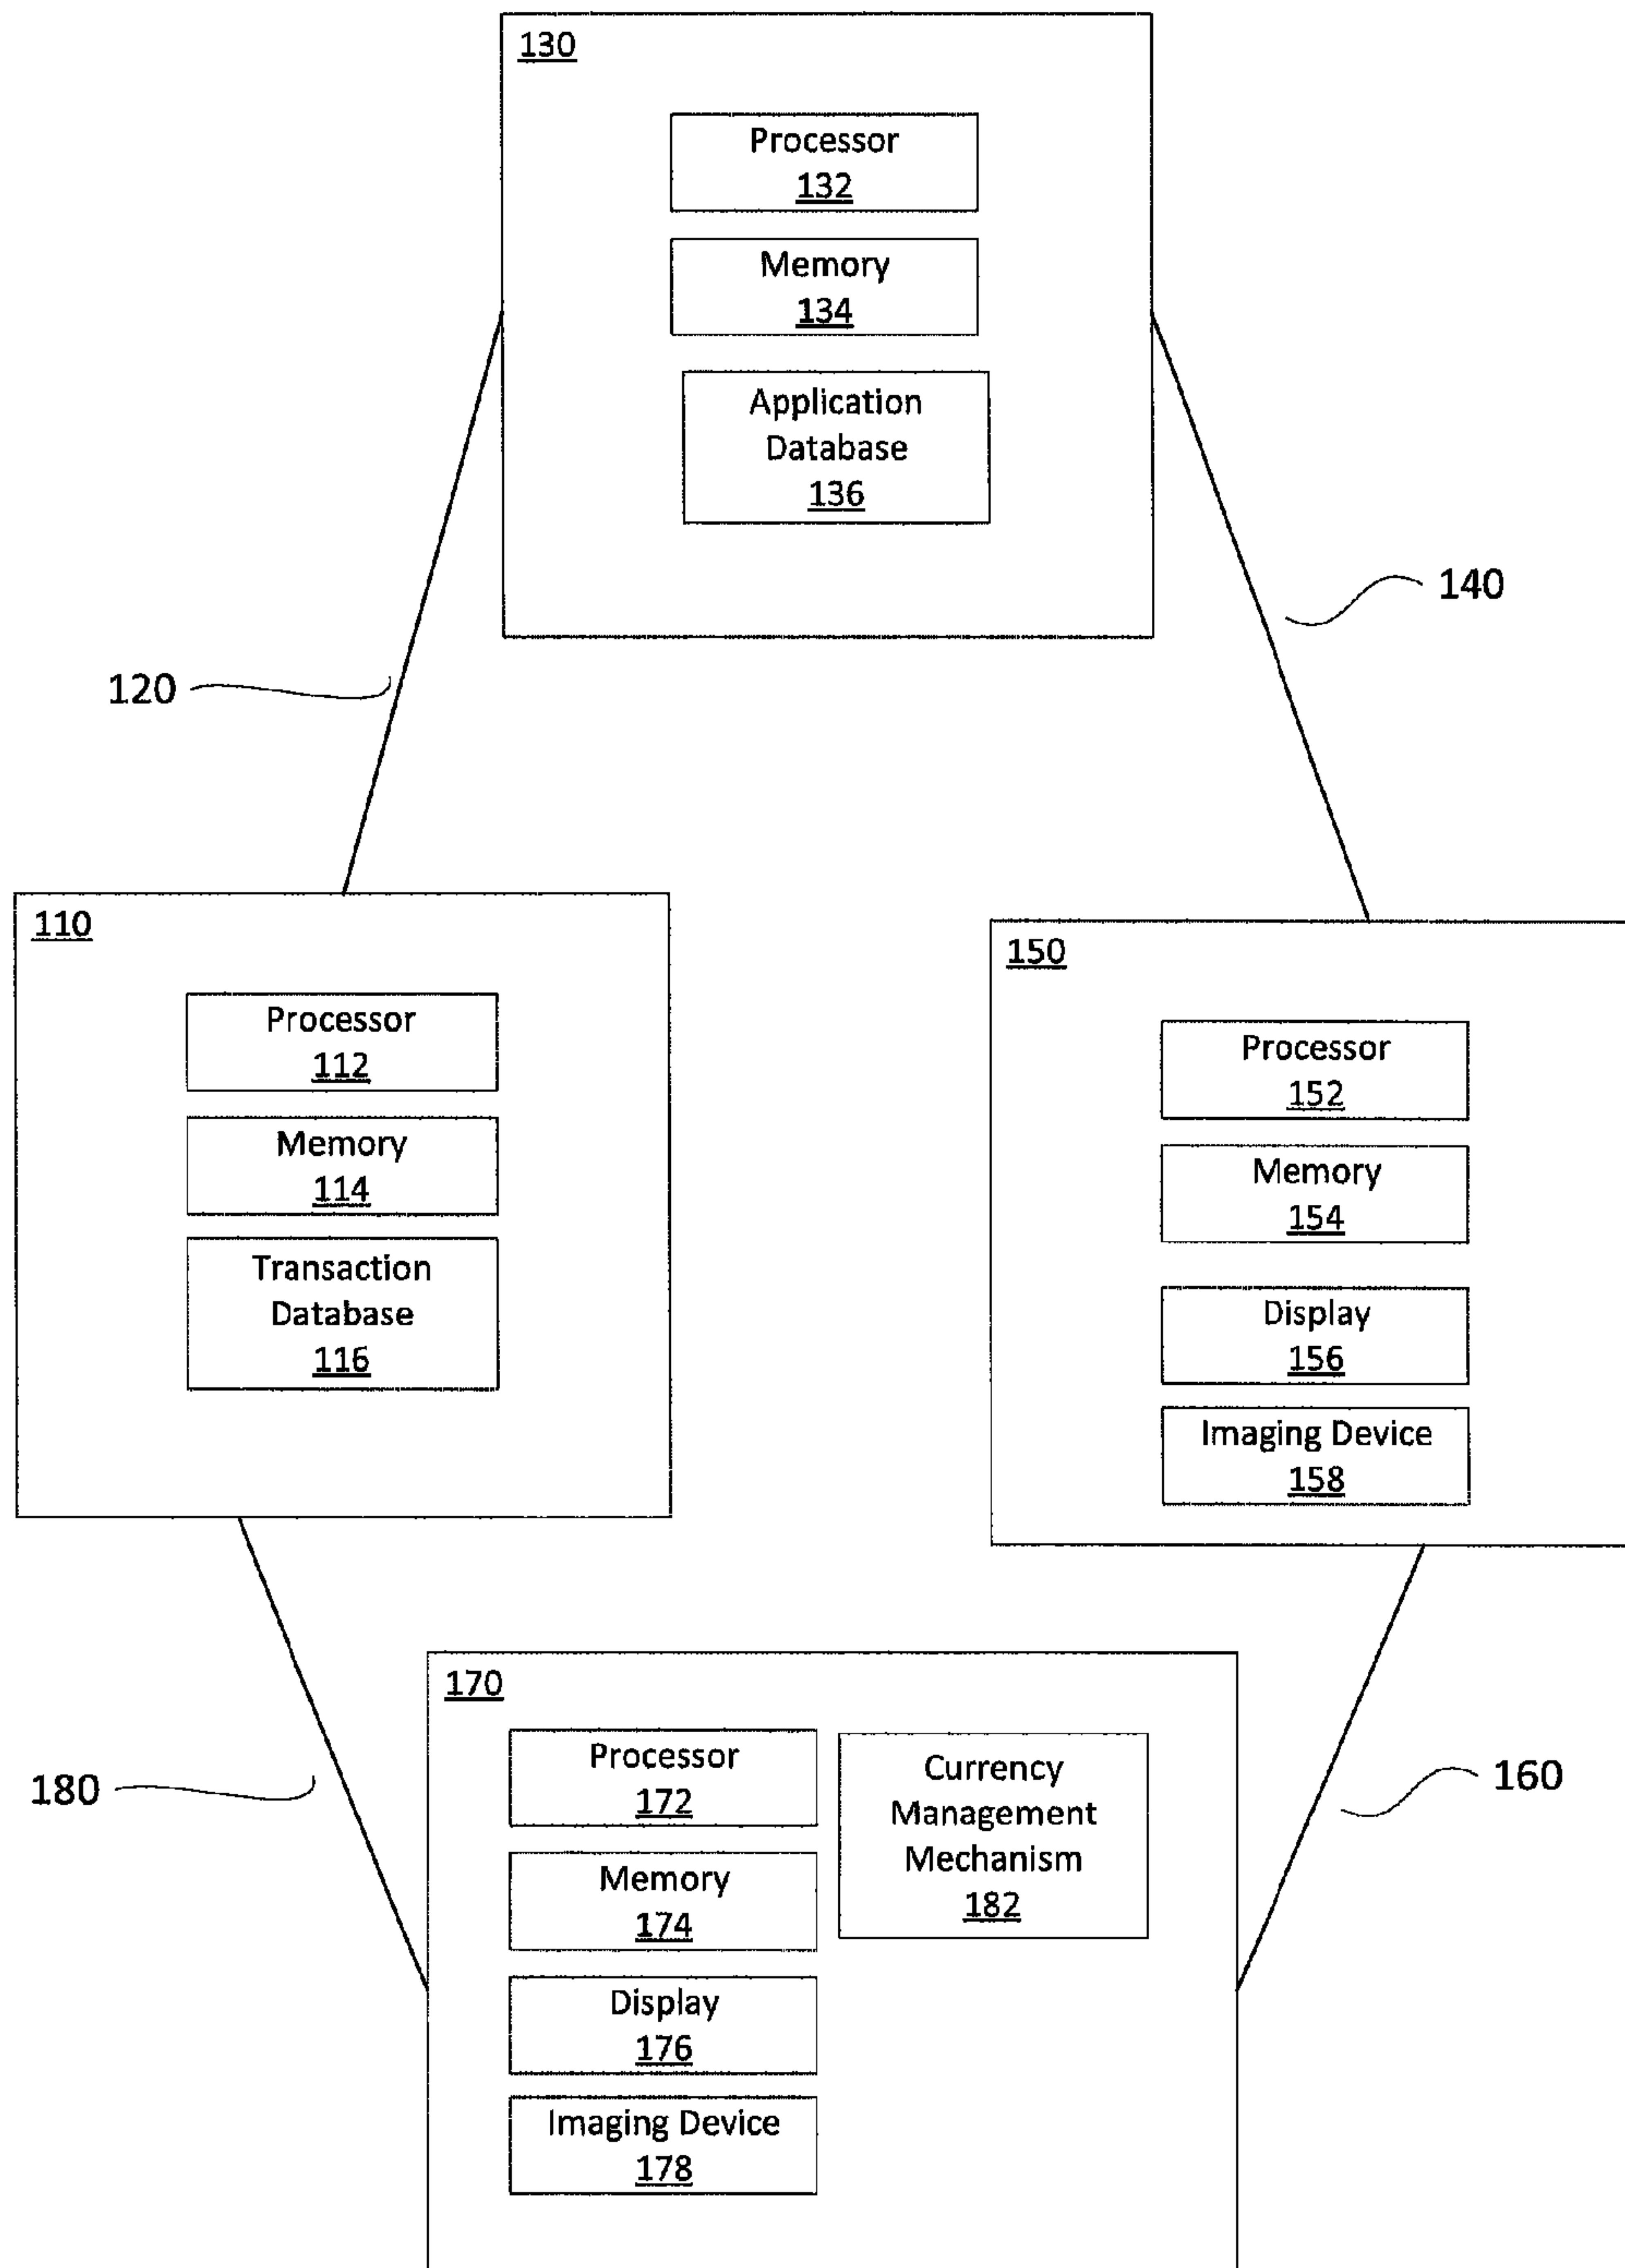 130
Processor
132
Memory
134
Application
Database
136
140
120
110
Processor
112
Memory
114
Transaction
Database
116
150
Processor
152
Memory
154
Display
156
Imaging Device
158
170
Processor
172
Memory
174
Display
176
Imaging Device
178
Currency
Management
Mechanism
182
180
160